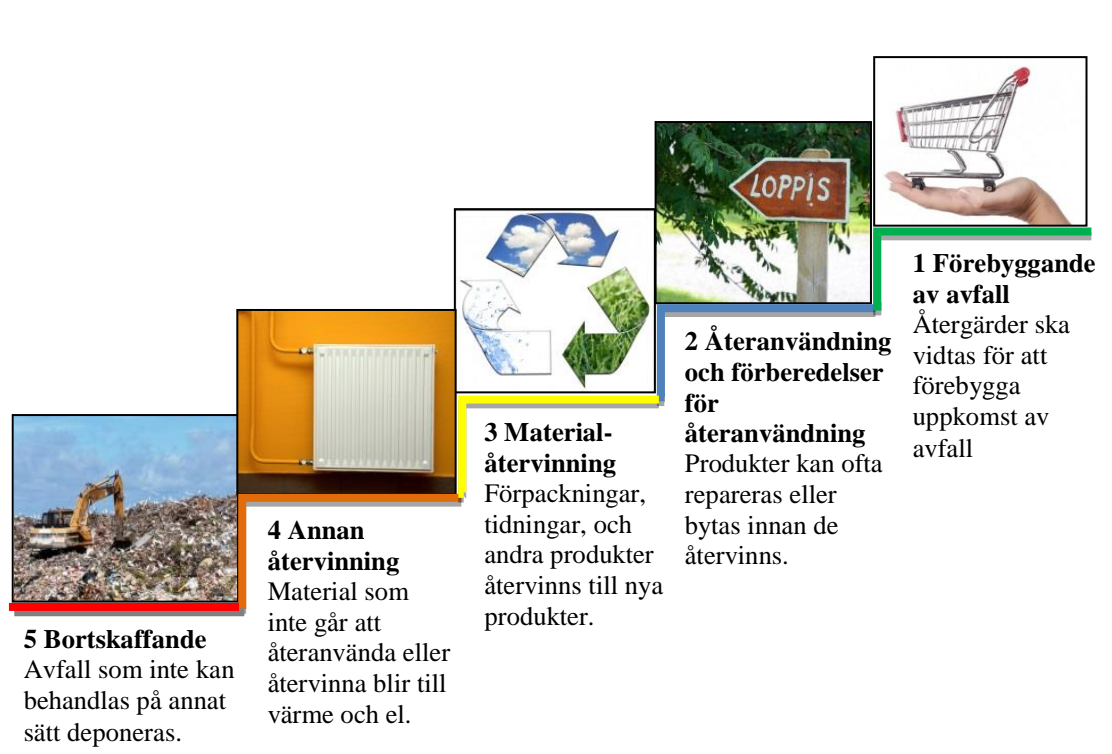 LOPPIS
1 Förebyggande
av avfall
Återgärder ska
vidtas för att
förebygga
uppkomst av
avfall
2 Återanvändning
och förberedelser
för
återanvändning
Produkter kan ofta
repareras eller
bytas innan de
återvinns.
3 Material-
återvinning
Förpackningar,
tidningar, och
andra produkter
återvinns till nya
produkter.
4 Annan
återvinning
Material som
inte går att
återanvända eller
återvinna blir till
värme och el.
5 Bortskaffande
Avfall som inte kan
behandlas på annat
sätt deponeras.